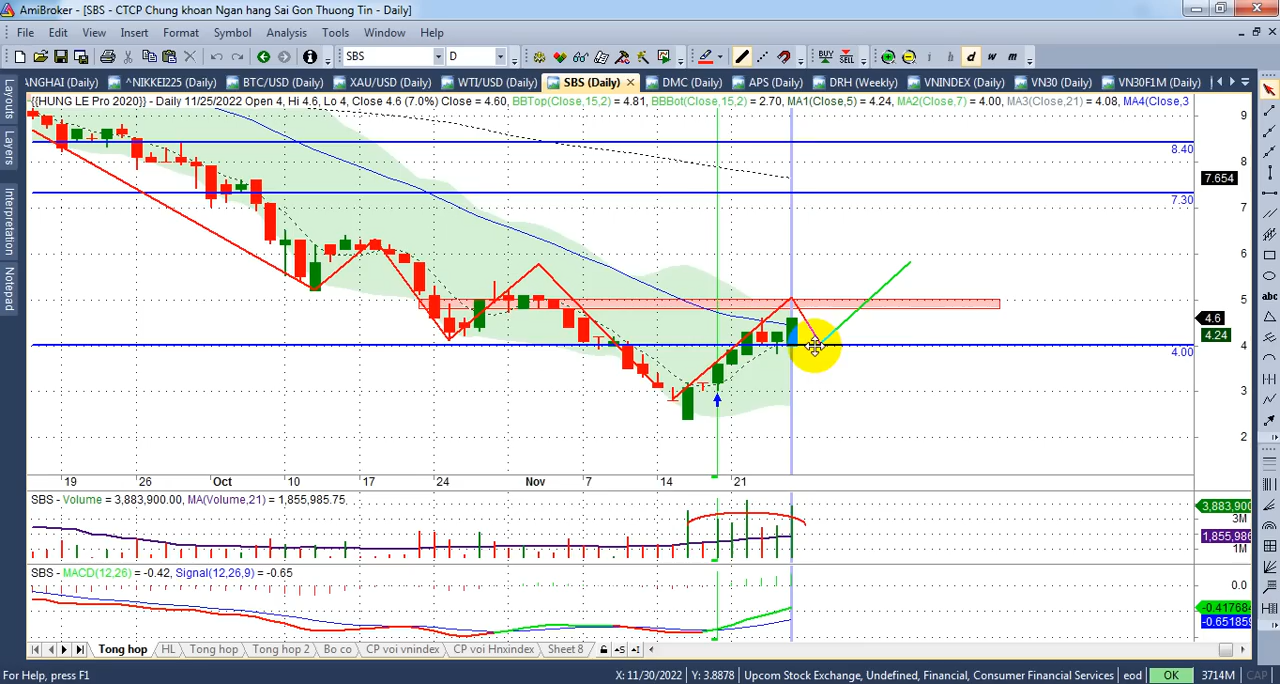 AmiBroker - [SBS - CTCP Chung khoan Ngan hang Sai Gon Thuong Tin - Daily]
File Edit View Insert Format Symbol Analysis Tools Window Help
SBS D BUY SELL i h d w m
ANGHAI (Daily) ^NIKKEI225 (Daily) BTC/USD (Daily) XAU/USD (Daily) WTI/USD (Daily) SBS (Daily) DMC (Daily) APS (Daily) DRH (Weekly) VNINDEX (Daily) VN30 (Daily) VN30F1M (Daily)
{{HUNG LE Pro 2020}} - Daily 11/25/2022 Open 4, Hi 4.6, Lo 4, Close 4.6 (7.0%) Close = 4.60, BBTop(Close,15,2) = 4.81, BBBot(Close,15,2) = 2.70, MA1(Close,5) = 4.24, MA2(Close,7) = 4.00, MA3(Close,21) = 4.08, MA4(Close,3
Layouts
Layers
Interpretation
Notepad
abc
9
8.40
8
7.654
7.30
7
6
5
4.6
4.24
4
4.00
3
2
19 26 Oct 10 17 24 Nov 7 14 21
SBS - Volume = 3,883,900.00, MA(Volume,21) = 1,855,985.75,
3,883,900
3M
1,855,986
1M
SBS - MACD(12,26) = -0.42, Signal(12,26,9) = -0.65
0.0
-0.417684
-0.651859
Tong hop HL Tong hop Tong hop 2 Bo co CP voi vnindex CP voi Hnxindex Sheet 8
For Help, press F1 X: 11/30/2022 Y: 3.8878 Upcom Stock Exchange, Undefined, Financial, Consumer Financial Services eod OK 3714M CAP